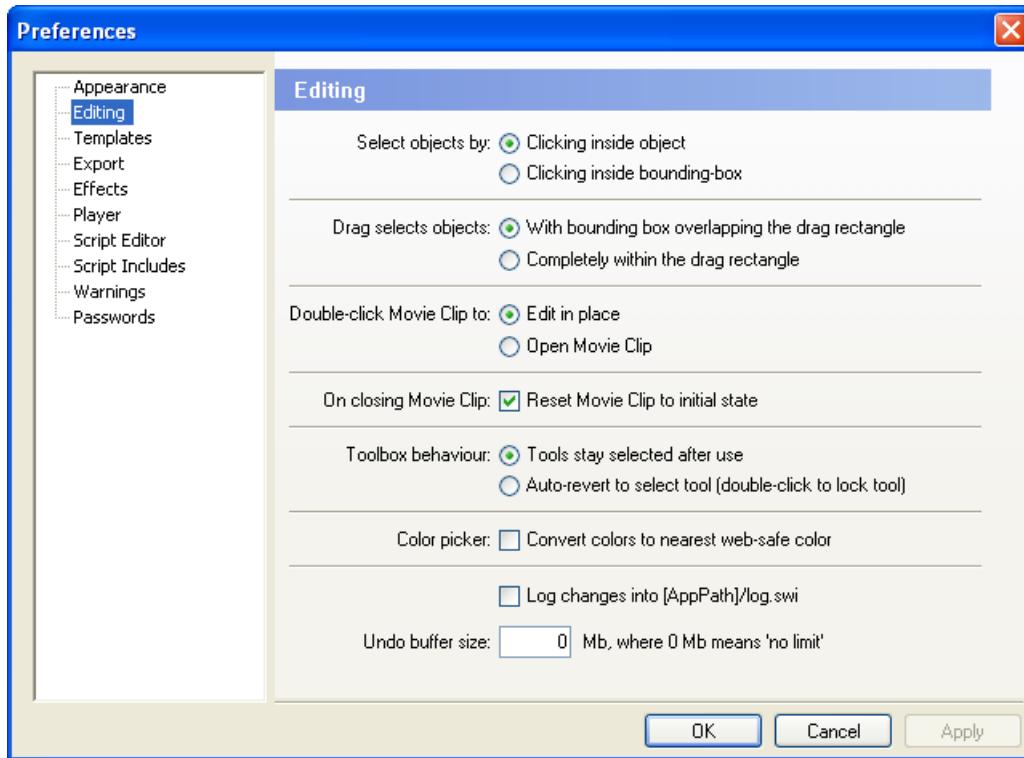 Preferences
Appearance
Editing
Templates
Export
Effects
Player
Script Editor
Script Includes
Warnings
Passwords
Editing
Select objects by: Clicking inside object
Clicking inside bounding-box
Drag selects objects: With bounding box overlapping the drag rectangle
Completely within the drag rectangle
Double-click Movie Clip to: Edit in place
Open Movie Clip
On closing Movie Clip: Reset Movie Clip to initial state
Toolbox behaviour: Tools stay selected after use
Auto-revert to select tool (double-click to lock tool)
Color picker: Convert colors to nearest web-safe color
Log changes into [AppPath]/log.swi
Undo buffer size: 0 Mb, where 0 Mb means 'no limit'
OK Cancel Apply